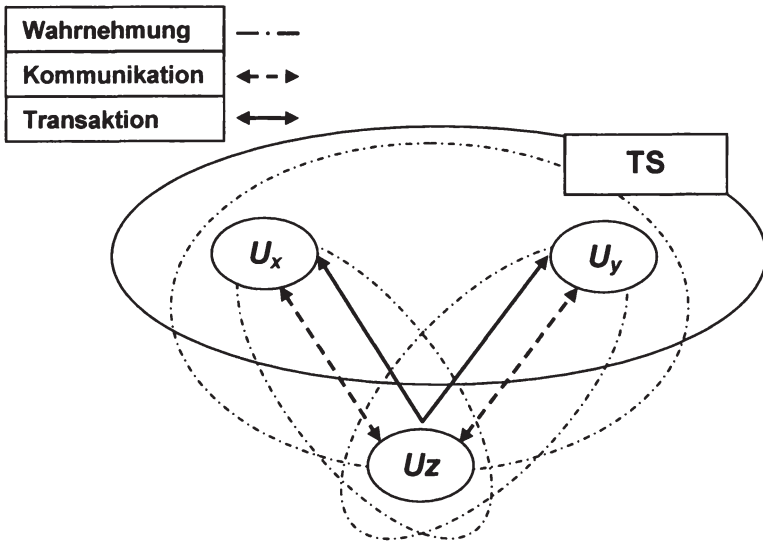 Wahrnehmung
Kommunikation
Transaktion
TS
Ux
Uy
Uz